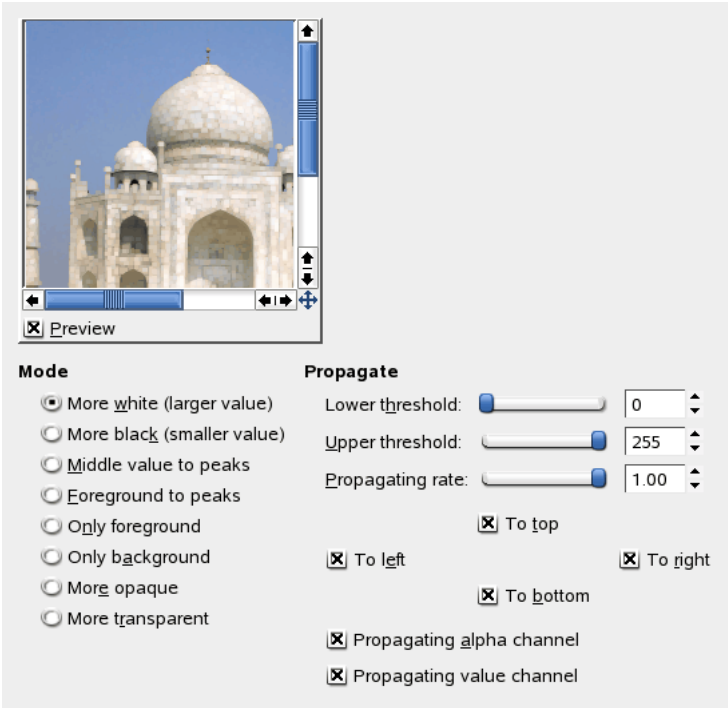 Preview
Mode
More white (larger value)
More black (smaller value)
Middle value to peaks
Foreground to peaks
Only foreground
Only background
More opaque
More transparent
Propagate
Lower threshold: 0
Upper threshold: 255
Propagating rate: 1.00
To top
To left To right
To bottom
Propagating alpha channel
Propagating value channel